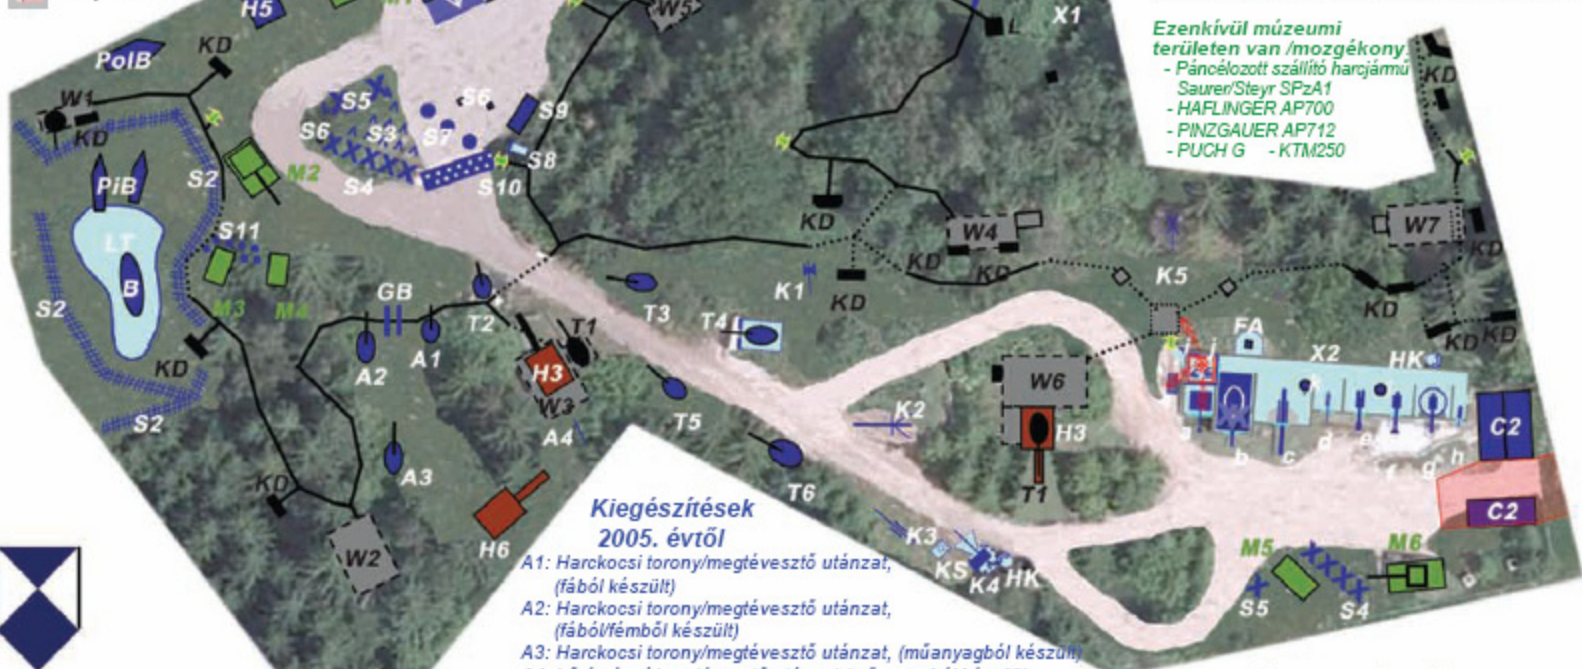 H5
M1
W5
L
X1
Ezenkívül múzeumi
területen van /mozgékony
- Páncélozott szállító harcjármű
Saurer/Steyr SPzA1
- HAFLINGER AP700
- PINZGAUER AP712
- PUCH G - KTM250
PolB
KD
KD
W1
KD
S5
S6
S9
S6
S3
S7
S8
S4
S10
M2
PiB
S2
KD
W4
W7
KD
LT
S11
KD
KD
K5
B
K1
KD
KD
S2
M3
M4
GB
T2
T3
T4
T1
FA
X2
HK
KD
KD
KD
A2
A1
H3
W3
W6
T5
K2
H3
C2
S2
A4
a
b
c
d
e
f
g
h
KD
A3
T6
T1
C2
H6
W2
Kiegészítések
2005. évtől
K3
KS
K4
HK
M5
M6
S5
S4
A1: Harckocsi torony/megtévesztő utánzat,
(fából készült)
A2: Harckocsi torony/megtévesztő utánzat,
(fából/fémből készült)
A3: Harckocsi torony/megtévesztő utánzat, (műanyagból készült)